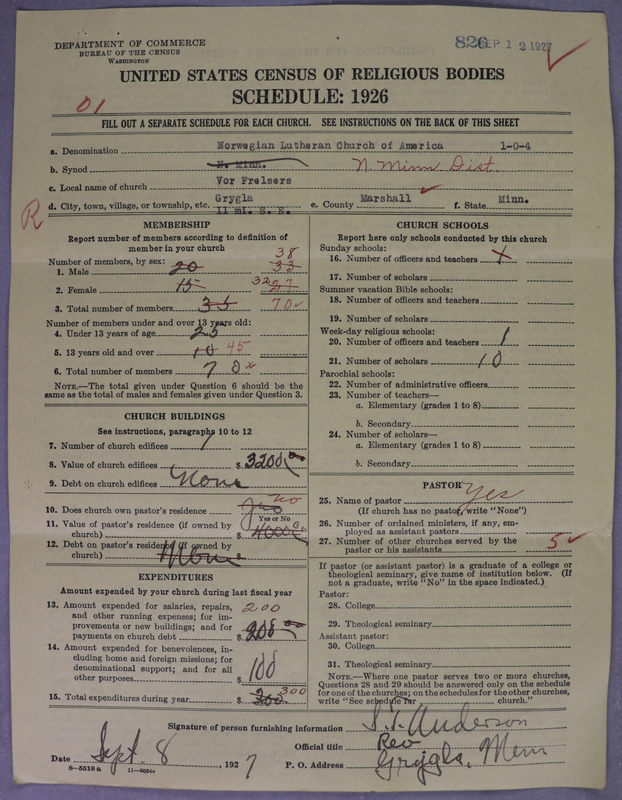 DEPARTMENT OF COMMERCE
BUREAU OF THE CENSUS
WASHINGTON
826 SEP 12 1927
UNITED STATES CENSUS OF RELIGIOUS BODIES
SCHEDULE: 1926
01
FILL OUT A SEPARATE SCHEDULE FOR EACH CHURCH. SEE INSTRUCTIONS ON THE BACK OF THIS SHEET
a. Denomination Norwegian Lutheran Church of America 1-0-4
b. Synod N. Minn. N. Minn Dist.
c. Local name of church Vor Frelsers
d. City, town, village, or township, etc. Grygla e. County Marshall f. State Minn.
11 mi. S. E.
R
MEMBERSHIP
Report number of members according to definition of
member in your church
Number of members, by sex:
1. Male 20 33 38
2. Female 15 27 32
3. Total number of members 35 70
Number of members under and over 13 years old:
4. Under 13 years of age 25
5. 13 years old and over 10 45
6. Total number of members 70
NOTE.—The total given under Question 6 should be
same as the total of males and females given under Question 3.
CHURCH BUILDINGS
See instructions, paragraphs 10 to 12
7. Number of church edifices 1
8. Value of church edifices $ 3200 00
9. Debt on church edifices None
10. Does church own pastor's residence yes no
Yes or No
11. Value of pastor's residence (if owned by
church) $
12. Debt on pastor's residence (if owned by
church) None $
EXPENDITURES
Amount expended by your church during last fiscal year
13. Amount expended for salaries, repairs,
and other running expenses; for im-
provements or new buildings; and for
payments on church debt $ 200 00 200
14. Amount expended for benevolences, in-
cluding home and foreign missions; for
denominational support; and for all
other purposes $ 100
15. Total expenditures during year $ 300
CHURCH SCHOOLS
Report here only schools conducted by this church
Sunday schools:
16. Number of officers and teachers
17. Number of scholars
Summer vacation Bible schools:
18. Number of officers and teachers
19. Number of scholars
Week-day religious schools:
20. Number of officers and teachers 1
21. Number of scholars 10
Parochial schools:
22. Number of administrative officers
23. Number of teachers—
a. Elementary (grades 1 to 8)
b. Secondary
24. Number of scholars—
a. Elementary (grades 1 to 8)
b. Secondary
PASTOR
25. Name of pastor Yes
(If church has no pastor, write "None")
26. Number of ordained ministers, if any, em-
ployed as assistant pastors
27. Number of other churches served by the
pastor or his assistants 5
If pastor (or assistant pastor) is a graduate of a college or
theological seminary, give name of institution below. (If
not a graduate, write "No" in the space indicated.)
Pastor:
28. College
29. Theological seminary
Assistant pastor:
30. College
31. Theological seminary
NOTE.—Where one pastor serves two or more churches,
Questions 28 and 29 should be answered only on the schedule
for one of the churches; on the schedules for the other churches,
write "See schedule for church."
Signature of person furnishing information S. T. Anderson
Official title Rev
Date Sept. 8, 1927 P. O. Address Grygla, Minn
8—5518 a 11—9084